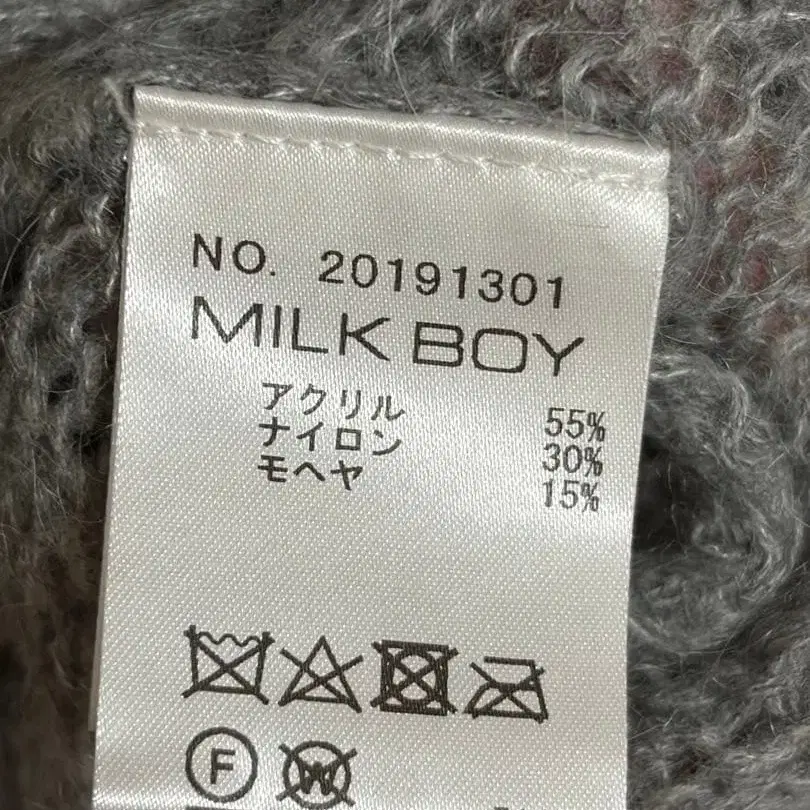 NO. 20191301
MILK BOY
アクリル 55%
ナイロン 30%
モヘヤ 15%
F W